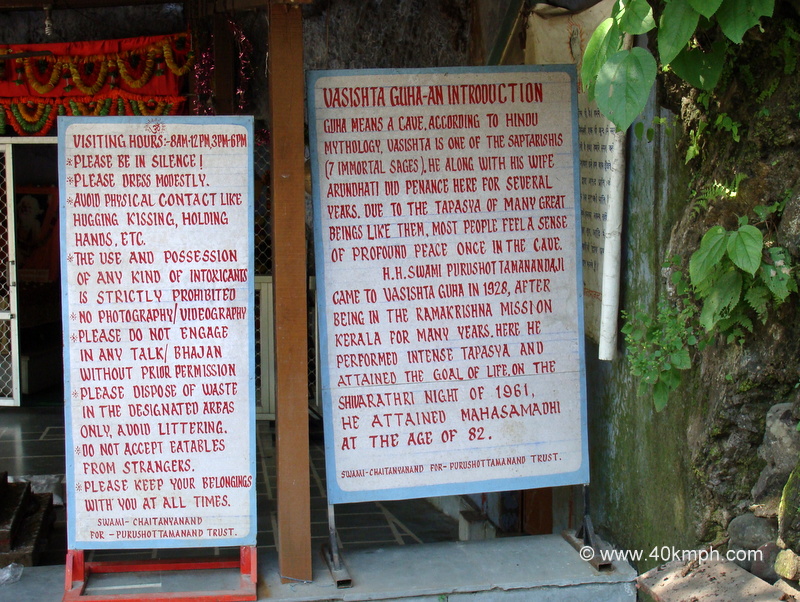 ॐ
VISITING HOURS:-8AM-12PM,3PM-6PM
*PLEASE BE IN SILENCE!
*PLEASE DRESS MODESTLY.
*AVOID PHYSICAL CONTACT LIKE
HUGGING KISSING, HOLDING
HANDS, ETC.
*THE USE AND POSSESSION
OF ANY KIND OF INTOXICANTS
IS STRICTLY PROHIBITED
*NO PHOTOGRAPHY/VIDEOGRAPHY
*PLEASE DO NOT ENGAGE
IN ANY TALK/BHAJAN
WITHOUT PRIOR PERMISSION
*PLEASE DISPOSE OF WASTE
IN THE DESIGNATED AREAS
ONLY, AVOID LITTERING.
*DO NOT ACCEPT EATABLES
FROM STRANGERS.
*PLEASE KEEP YOUR BELONGINGS
WITH YOU AT ALL TIMES.
SWAMI-CHAITANYANAND
FOR-PURUSHOTTAMANAND TRUST.
VASISHTA GUHA-AN INTRODUCTION
GUHA MEANS A CAVE, ACCORDING TO HINDU
MYTHOLOGY, VASISHTA IS ONE OF THE SAPTARISHIS
(7 IMMORTAL SAGES), HE ALONG WITH HIS WIFE
ARUNDHATI DID PENANCE HERE FOR SEVERAL
YEARS. DUE TO THE TAPASYA OF MANY GREAT
BEINGS LIKE THEM, MOST PEOPLE FEEL A SENSE
OF PROFOUND PEACE ONCE IN THE CAVE.
H.H.SWAMI PURUSHOTTAMANANDAJI
CAME TO VASISHTA GUHA IN 1928, AFTER
BEING IN THE RAMAKRISHNA MISSION
KERALA FOR MANY YEARS, HERE HE
PERFORMED INTENSE TAPASYA AND
ATTAINED THE GOAL OF LIFE, ON THE
SHIVARATHRI NIGHT OF 1961,
HE ATTAINED MAHASAMADHI
AT THE AGE OF 82.
SWAMI-CHAITANYANAND FOR-PURUSHOTTAMANAND TRUST.
© www.40kmph.com